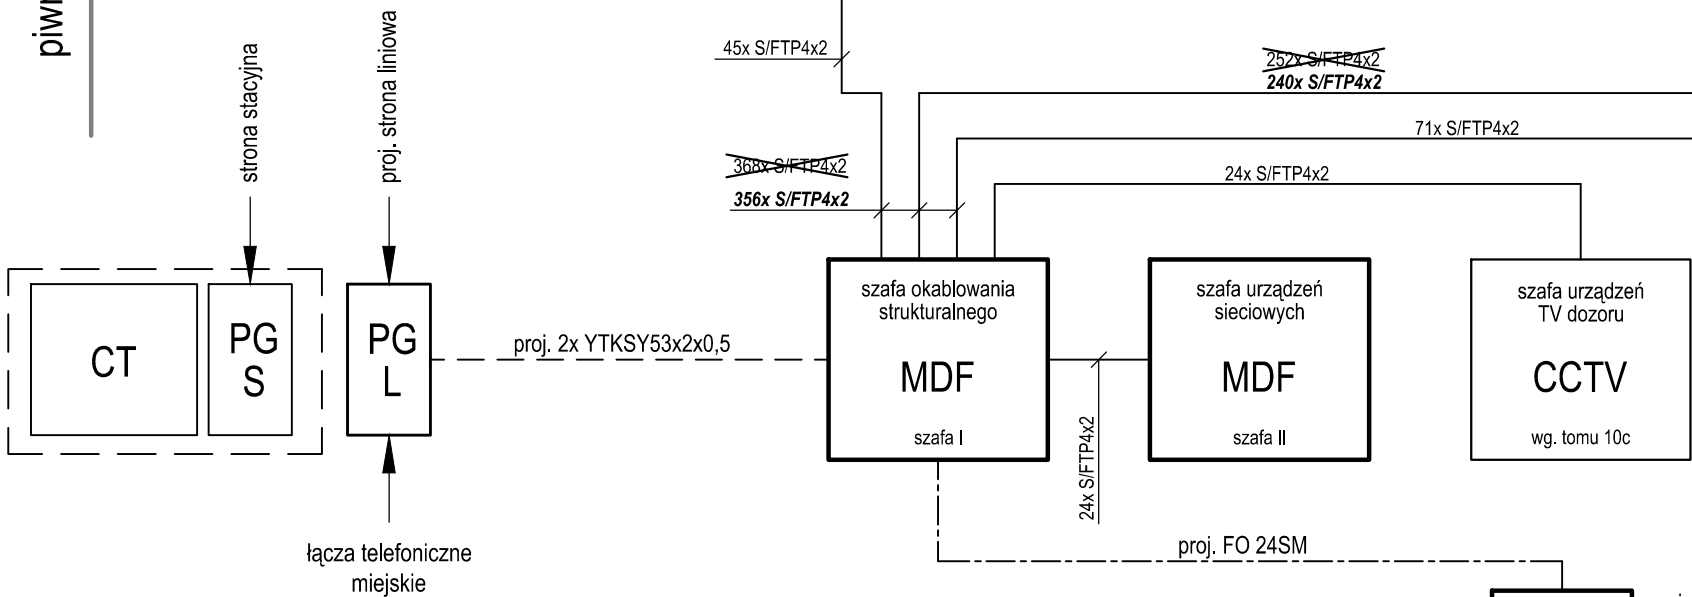 piwn
strona stacyjna
proj. strona liniowa
45x S/FTP4x2
252x S/FTP4x2
240x S/FTP4x2
71x S/FTP4x2
368x S/FTP4x2
356x S/FTP4x2
24x S/FTP4x2
CT
PG
S
PG
L
proj. 2x YTKSY53x2x0,5
szafa okablowania
strukturalnego
MDF
szafa I
24x S/FTP4x2
szafa urządzeń
sieciowych
MDF
szafa II
szafa urządzeń
TV dozoru
CCTV
wg. tomu 10c
łącza telefoniczne
miejskie
proj. FO 24SM